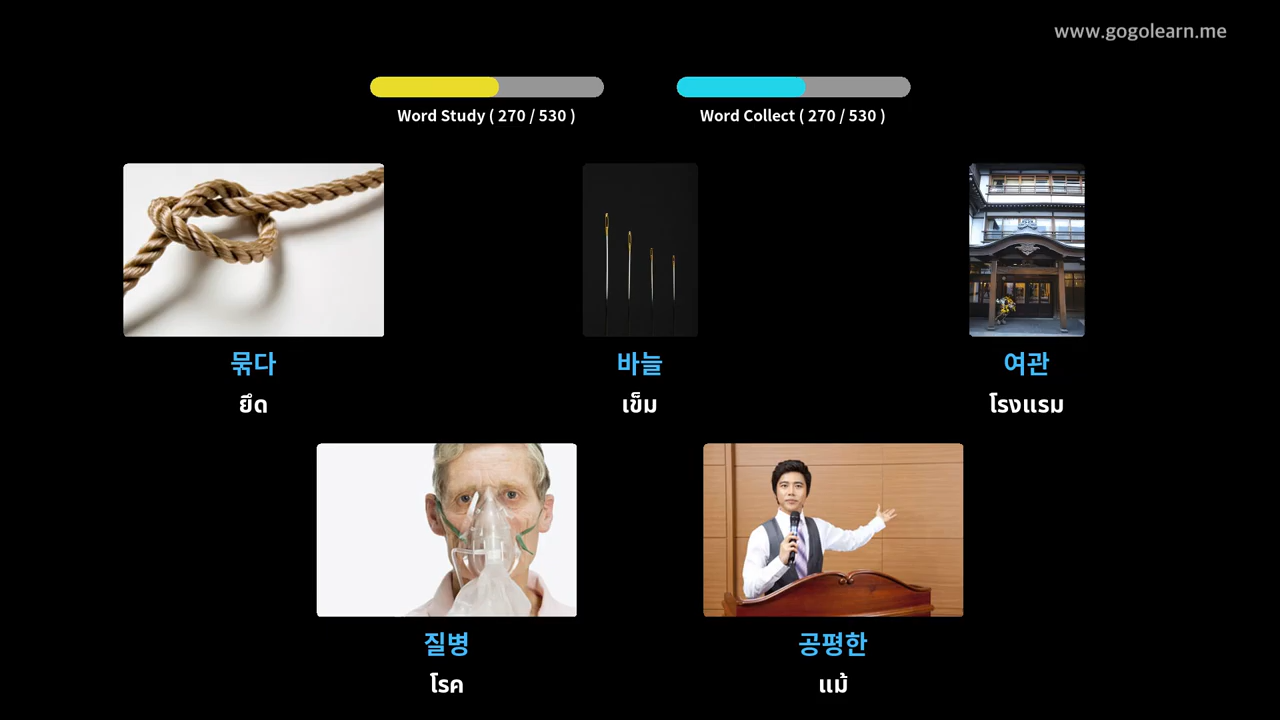 www.gogolearn.me
Word Study ( 270 / 530 )
Word Collect ( 270 / 530 )
묶다
바늘
여관
ยึด
เข็ม
โรงแรม
질병
공평한
โรค
แม้